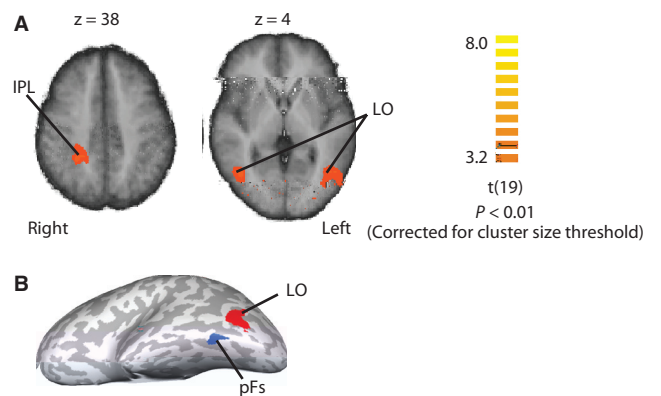 A
z = 38
z = 4
IPL
LO
Right
Left
8.0
3.2
t(19)
P < 0.01
(Corrected for cluster size threshold)
B
LO
pFs